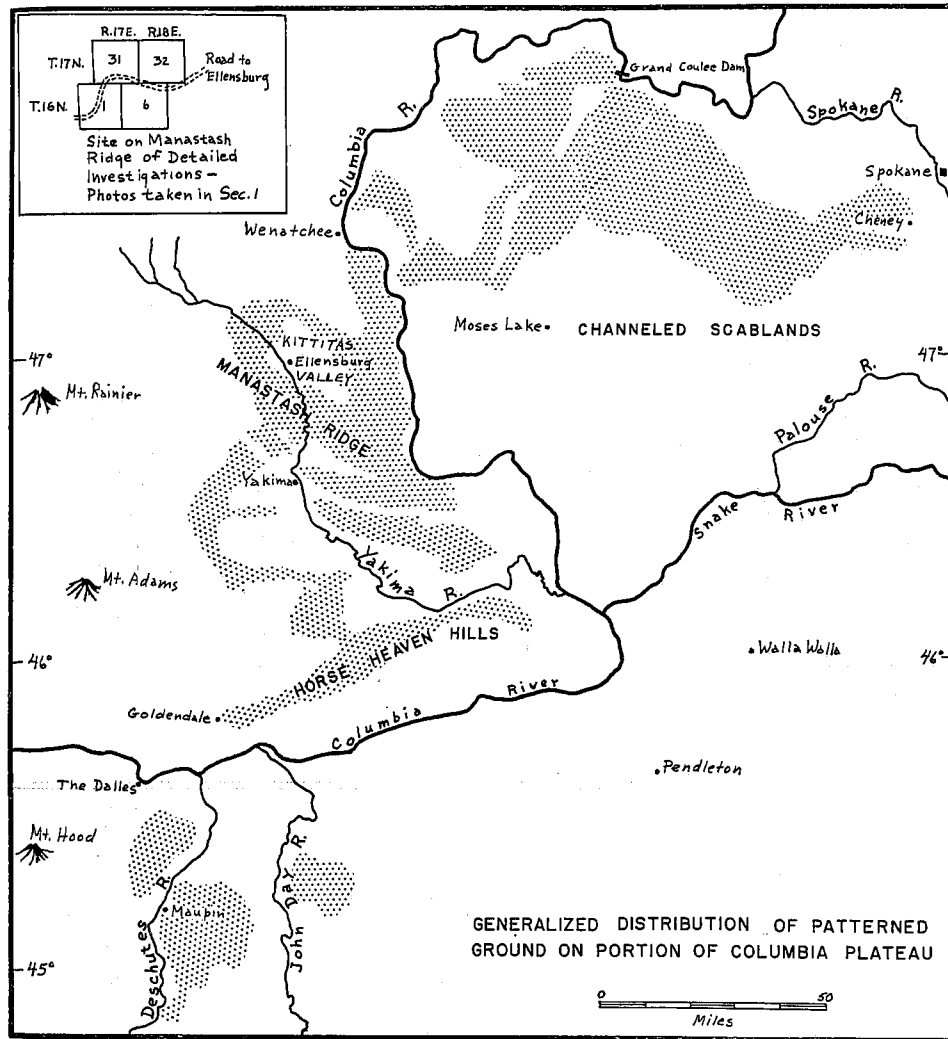 R.17E. R.18E.
T.17N. 31 32 Road to
Ellensburg
T.16N. 1 6
Site on Manastash
Ridge of Detailed
Investigations –
Photos taken in Sec. 1
Grand Coulee Dam
Columbia R.
Spokane R.
Spokane
Cheney
Wenatchee
Moses Lake
CHANNELED SCABLANDS
KITTITAS
Ellensburg
VALLEY
47° 47°
Mt. Rainier
MANASTASH RIDGE
Palouse R.
Yakima
Snake River
Yakima R.
Mt. Adams
HORSE HEAVEN HILLS
Walla Walla
46° 46°
Goldendale
Columbia River
The Dalles
Pendleton
Mt. Hood
Deschutes R.
Maupin
John Day R.
GENERALIZED DISTRIBUTION OF PATTERNED
GROUND ON PORTION OF COLUMBIA PLATEAU
45°
0 50
Miles